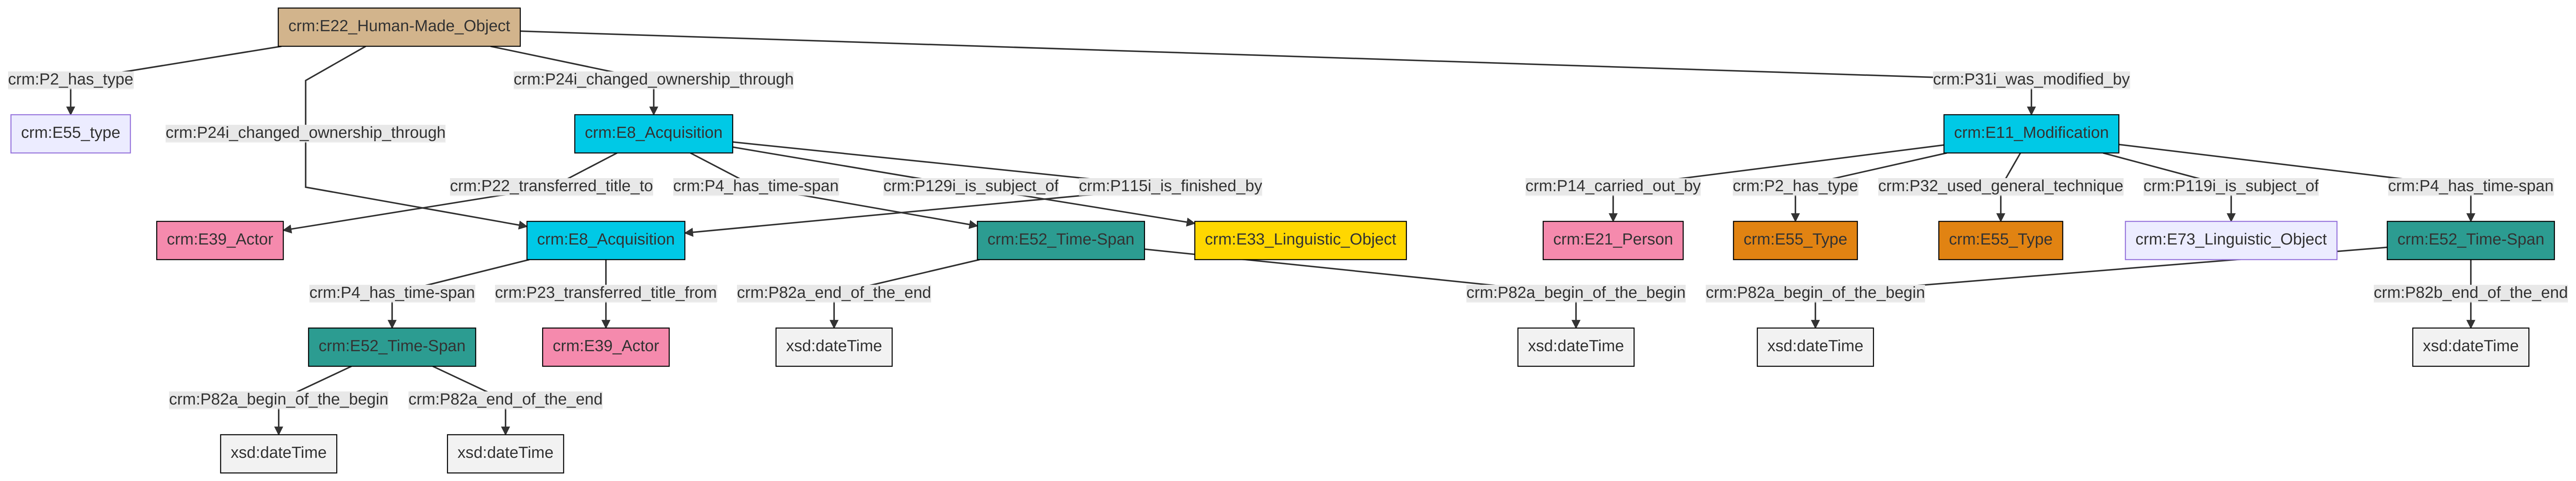 crm:E22_Human-Made_Object
crm:P2_has_type
crm:P24i_changed_ownership_through
crm:P31i_was_modified_by
crm:E55_type
crm:P24i_changed_ownership_through
crm:E8_Acquisition
crm:E11_Modification
crm:P22_transferred_title_to
crm:P4_has_time-span
crm:P129i_is_subject_of
crm:P115i_is_finished_by
crm:P14_carried_out_by
crm:P2_has_type
crm:P32_used_general_technique
crm:P119i_is_subject_of
crm:P4_has_time-span
crm:E39_Actor
crm:E8_Acquisition
crm:E52_Time-Span
crm:E33_Linguistic_Object
crm:E21_Person
crm:E55_Type
crm:E55_Type
crm:E73_Linguistic_Object
crm:E52_Time-Span
crm:P4_has_time-span
crm:P23_transferred_title_from
crm:P82a_end_of_the_end
crm:P82a_begin_of_the_begin
crm:P82a_begin_of_the_begin
crm:P82b_end_of_the_end
crm:E52_Time-Span
crm:E39_Actor
xsd:dateTime
xsd:dateTime
xsd:dateTime
xsd:dateTime
crm:P82a_begin_of_the_begin
crm:P82a_end_of_the_end
xsd:dateTime
xsd:dateTime